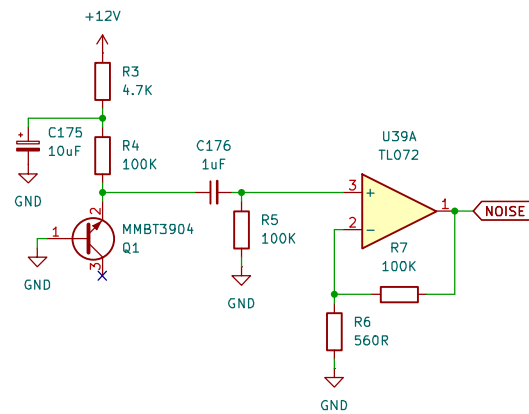 +12V
R3
4.7K
C175
10uF
+
GND
R4
100K
C176
1uF
U39A
TL072
3
+
2
−
1
NOISE
2
1
3
MMBT3904
Q1
GND
R5
100K
GND
R7
100K
R6
560R
GND